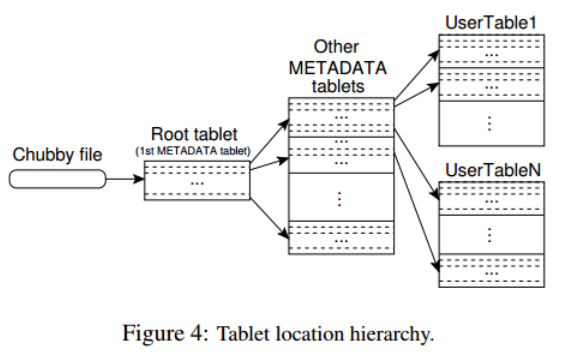 UserTable1
Other
METADATA
tablets
Root tablet
(1st METADATA tablet)
Chubby file
UserTableN
...
...
...
...
...
...
...
...
⋮
⋮
⋮
Figure 4: Tablet location hierarchy.